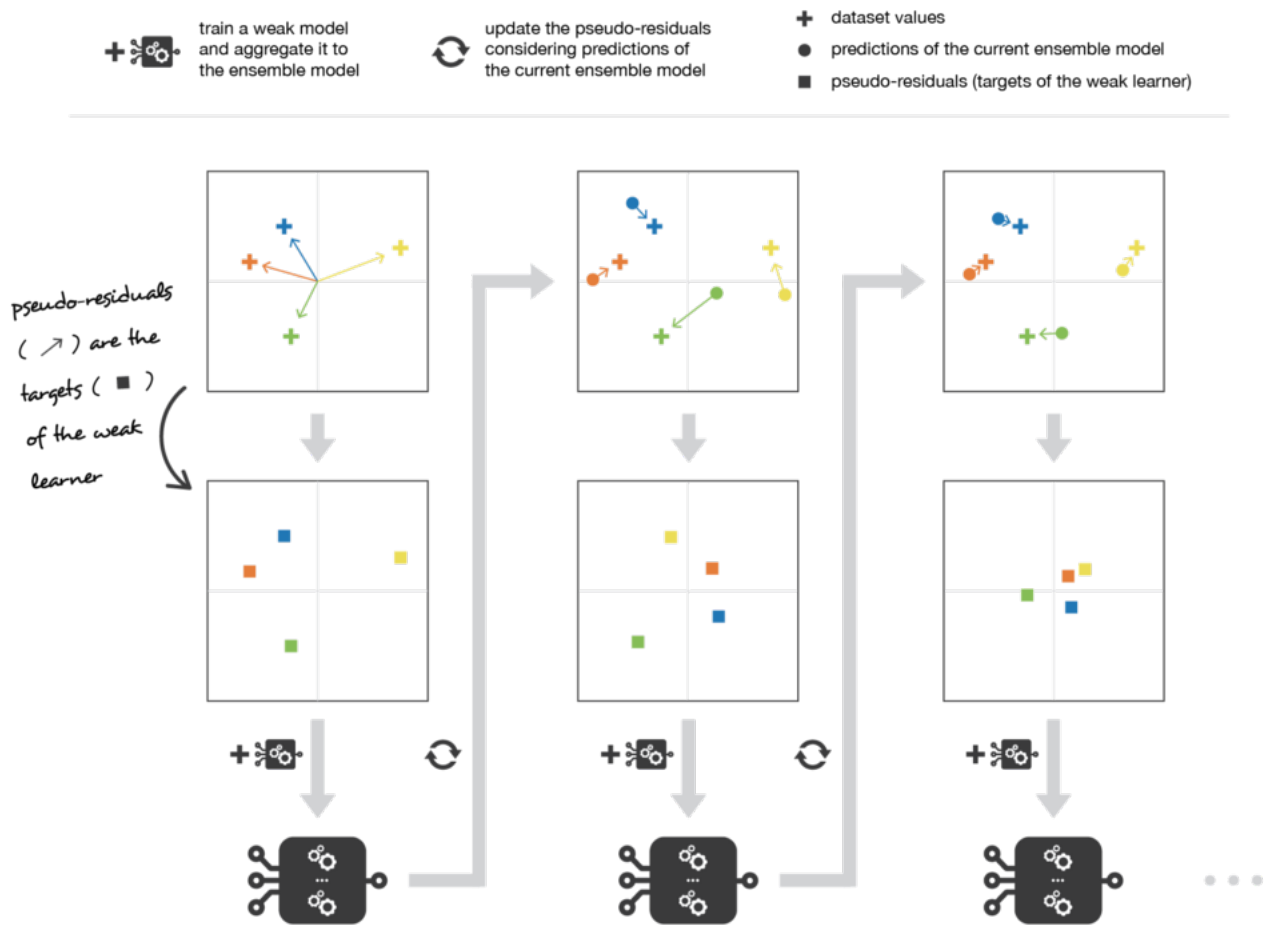 train a weak model
and aggregate it to
the ensemble model
update the pseudo-residuals
considering predictions of
the current ensemble model
dataset values
predictions of the current ensemble model
pseudo-residuals (targets of the weak learner)
pseudo-residuals
( ↗ ) are the
targets ( ■ )
of the weak
learner